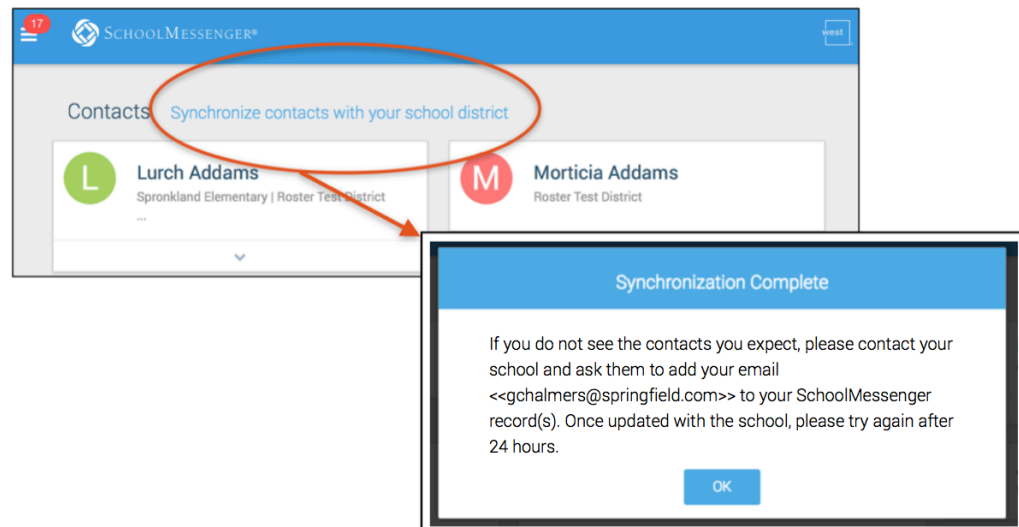 17
SCHOOLMESSENGER®
west
Contacts Synchronize contacts with your school district
L
Lurch Addams
Spronkland Elementary | Roster Test District
...
M
Morticia Addams
Roster Test District
Synchronization Complete
If you do not see the contacts you expect, please contact your
school and ask them to add your email
<<gchalmers@springfield.com>> to your SchoolMessenger
record(s). Once updated with the school, please try again after
24 hours.
OK